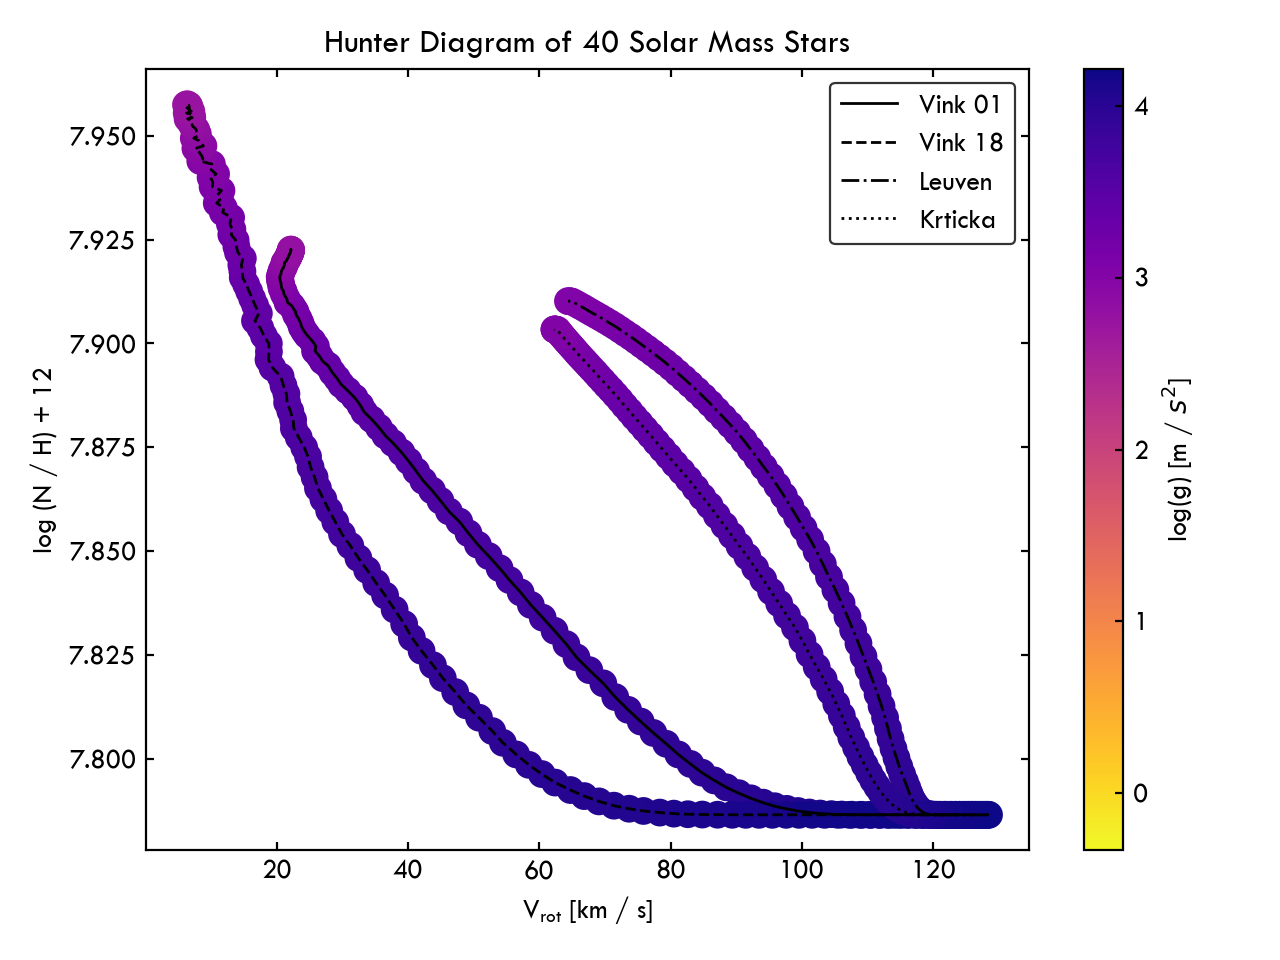 Hunter Diagram of 40 Solar Mass Stars
Vink 01
Vink 18
Leuven
Krticka
7.950
7.925
7.900
7.875
7.850
7.825
7.800
log (N / H) + 12
20 40 60 80 100 120
V_rot [km / s]
4
3
2
1
0
log(g) [m / s²]